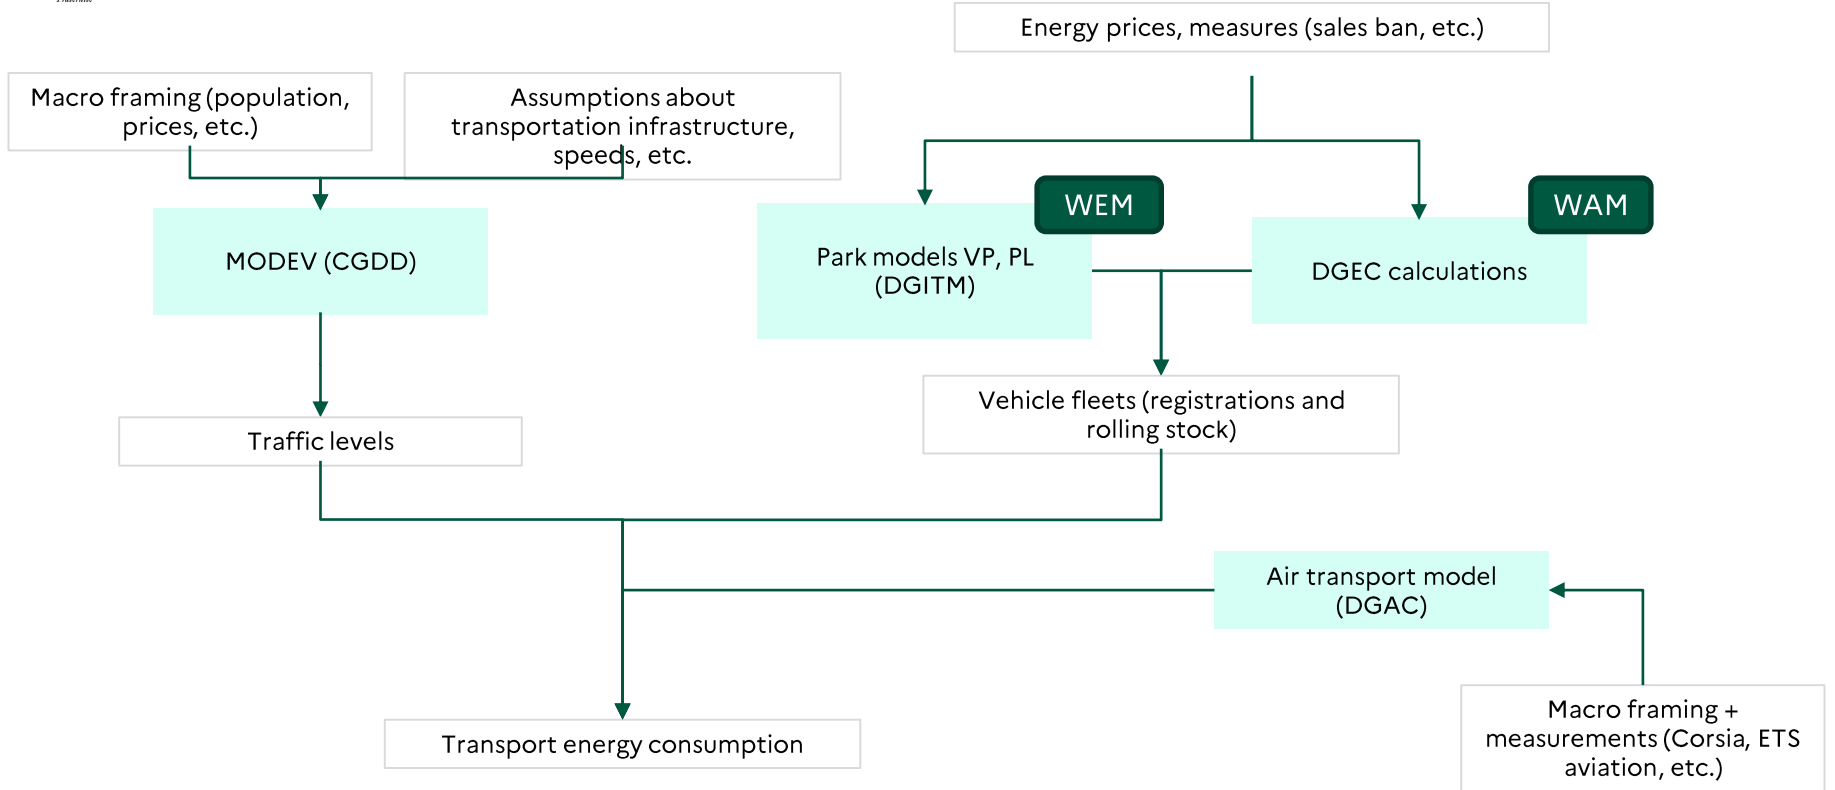 Energy prices, measures (sales ban, etc.)
Macro framing (population,
prices, etc.)
Assumptions about
transportation infrastructure,
speeds, etc.
WEM
WAM
MODEV (CGDD)
Park models VP, PL
(DGITM)
DGEC calculations
Vehicle fleets (registrations and
rolling stock)
Traffic levels
Air transport model
(DGAC)
Transport energy consumption
Macro framing +
measurements (Corsia, ETS
aviation, etc.)